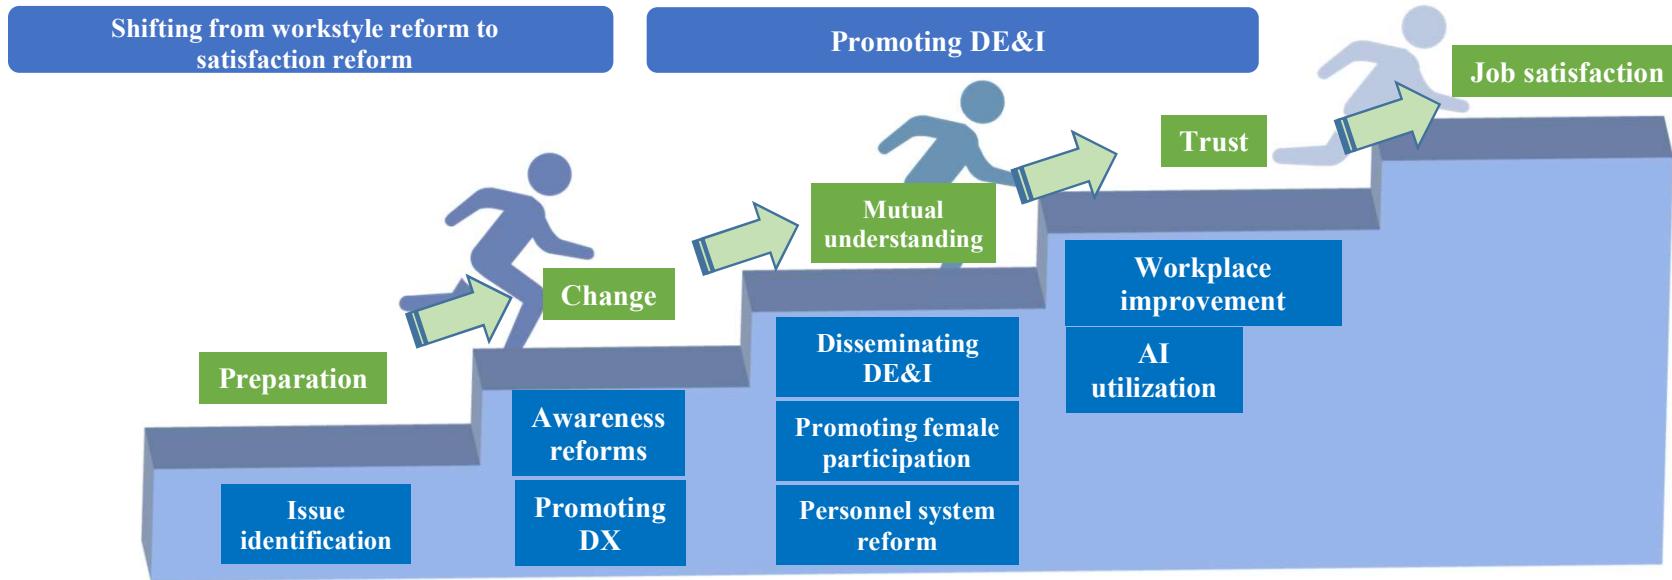 Shifting from workstyle reform to
satisfaction reform
Promoting DE&I
Job satisfaction
Trust
Mutual
understanding
Change
Preparation
Workplace
improvement
AI
utilization
Disseminating
DE&I
Promoting female
participation
Personnel system
reform
Awareness
reforms
Promoting
DX
Issue
identification